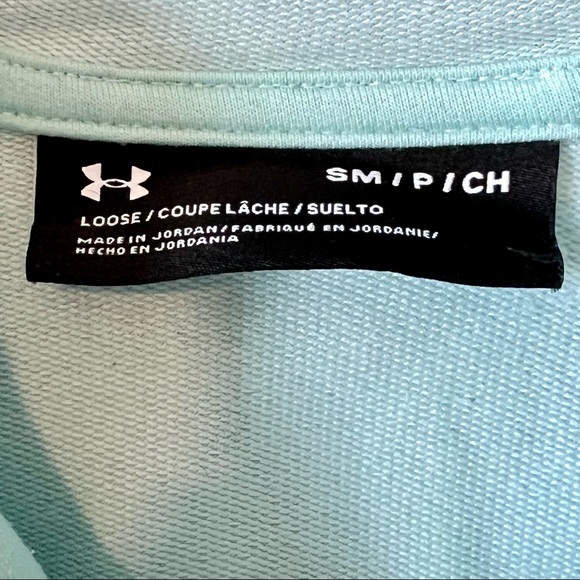 SM / P / CH
LOOSE / COUPE LÂCHE / SUELTO
MADE IN JORDAN / FABRIQUÉ EN JORDANIE /
HECHO EN JORDANIA